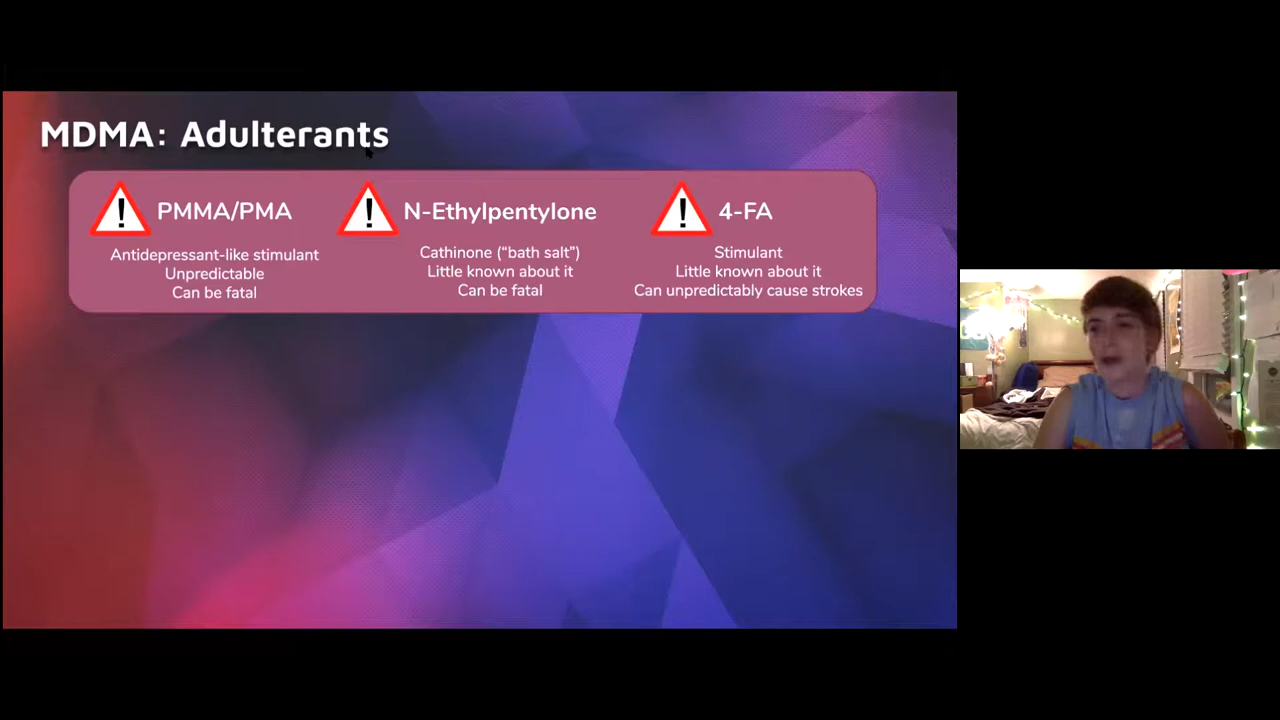 MDMA: Adulterants
PMMA/PMA
Antidepressant-like stimulant
Unpredictable
Can be fatal
N-Ethylpentylone
Cathinone ("bath salt")
Little known about it
Can be fatal
4-FA
Stimulant
Little known about it
Can unpredictably cause strokes